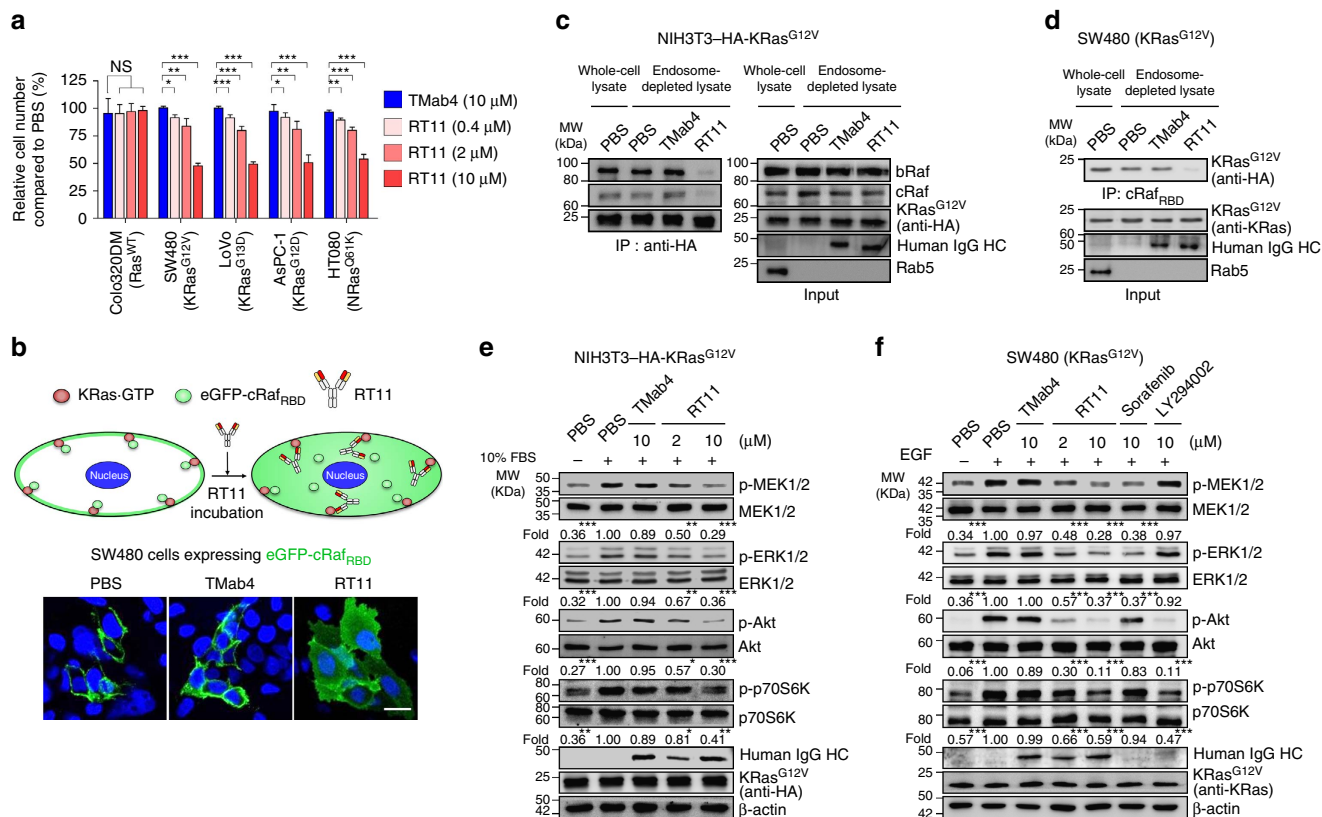 a
Relative cell number
compared to PBS (%)
125
100
75
50
25
0
NS
***
**
*
***
***
***
***
**
*
***
***
**
TMab4 (10 μM)
RT11 (0.4 μM)
RT11 (2 μM)
RT11 (10 μM)
Colo320DM
(Ras^WT)
SW480
(KRas^G12V)
LoVo
(KRas^G13D)
AsPC-1
(KRas^G12D)
HT080
(NRas^Q61K)
b
KRas·GTP
eGFP-cRaf_RBD
RT11
Nucleus
RT11
incubation
Nucleus
SW480 cells expressing eGFP-cRaf_RBD
PBS TMab4 RT11
c
NIH3T3–HA-KRas^G12V
Whole-cell
lysate
Endosome-
depleted lysate
Whole-cell
lysate
Endosome-
depleted lysate
MW
(kDa)
PBS PBS TMab4 RT11
PBS PBS TMab4 RT11
100
80
60
25
IP : anti-HA
100
80
80
60
25
50
25
bRaf
cRaf
KRas^G12V
(anti-HA)
Human IgG HC
Rab5
Input
d
SW480 (KRas^G12V)
Whole-cell
lysate
Endosome-
depleted lysate
MW
(kDa)
PBS PBS TMab4 RT11
25
KRas^G12V
(anti-HA)
IP: cRaf_RBD
25
KRas^G12V
(anti-KRas)
50
Human IgG HC
25
Rab5
Input
e
NIH3T3–HA-KRas^G12V
PBS PBS TMab4 RT11
10 2 10 (μM)
10% FBS – + + + +
MW
(KDa)
50
42
35
p-MEK1/2
50
35
MEK1/2
*** ** ***
Fold 0.36 1.00 0.89 0.50 0.29
42
p-ERK1/2
42
ERK1/2
*** ** ***
Fold 0.32 1.00 0.94 0.67 0.36
60
p-Akt
60
Akt
*** * ***
Fold 0.27 1.00 0.95 0.57 0.30
80
60
p-p70S6K
80
60
p70S6K
** * **
Fold 0.36 1.00 0.89 0.81 0.41
50
Human IgG HC
25
KRas^G12V
(anti-HA)
50
42
β-actin
f
SW480 (KRas^G12V)
PBS PBS TMab4 RT11 Sorafenib LY294002
10 2 10 10 10 (μM)
EGF – + + + + + +
MW
(KDa)
42
35
p-MEK1/2
42
35
MEK1/2
*** *** *** ***
Fold 0.34 1.00 0.97 0.48 0.28 0.38 0.97
42
p-ERK1/2
42
ERK1/2
*** *** *** ***
Fold 0.36 1.00 1.00 0.57 0.37 0.37 0.92
60
p-Akt
60
Akt
*** *** *** ***
Fold 0.06 1.00 0.89 0.30 0.11 0.83 0.11
80
p-p70S6K
80
p70S6K
*** *** *** ***
Fold 0.57 1.00 0.99 0.66 0.59 0.94 0.47
50
Human IgG HC
25
KRas^G12V
(anti-KRas)
50
42
β-actin